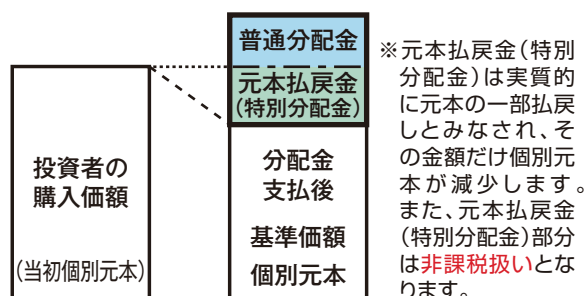 投資者の
購入価額
(当初個別元本)
普通分配金
元本払戻金
(特別分配金)
分配金
支払後
基準価額
個別元本
※元本払戻金(特別
分配金)は実質的
に元本の一部払戻
しとみなされ、そ
の金額だけ個別元
本が減少します。
また、元本払戻金
(特別分配金)部分
は非課税扱いとな
ります。